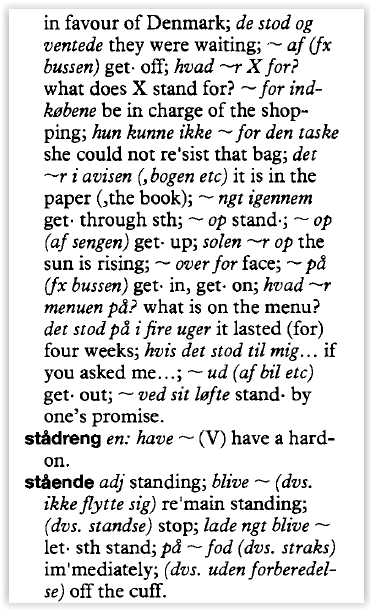 in favour of Denmark; de stod og
ventede they were waiting; ~ af (fx
bussen) get· off; hvad ~r X for?
what does X stand for? ~ for ind-
købene be in charge of the shop-
ping; hun kunne ikke ~ for den taske
she could not re'sist that bag; det
~r i avisen (,bogen etc) it is in the
paper (,the book); ~ ngt igennem
get· through sth; ~ op stand·; ~ op
(af sengen) get· up; solen ~r op the
sun is rising; ~ over for face; ~ på
(fx bussen) get· in, get· on; hvad ~r
menuen på? what is on the menu?
det stod på i fire uger it lasted (for)
four weeks; hvis det stod til mig... if
you asked me...; ~ ud (af bil etc)
get· out; ~ ved sit løfte stand· by
one's promise.
stådreng en: have ~ (V) have a hard-
on.
stående adj standing; blive ~ (dvs.
ikke flytte sig) re'main standing;
(dvs. standse) stop; lade ngt blive ~
let· sth stand; på ~ fod (dvs. straks)
im'mediately; (dvs. uden forberedel-
se) off the cuff.